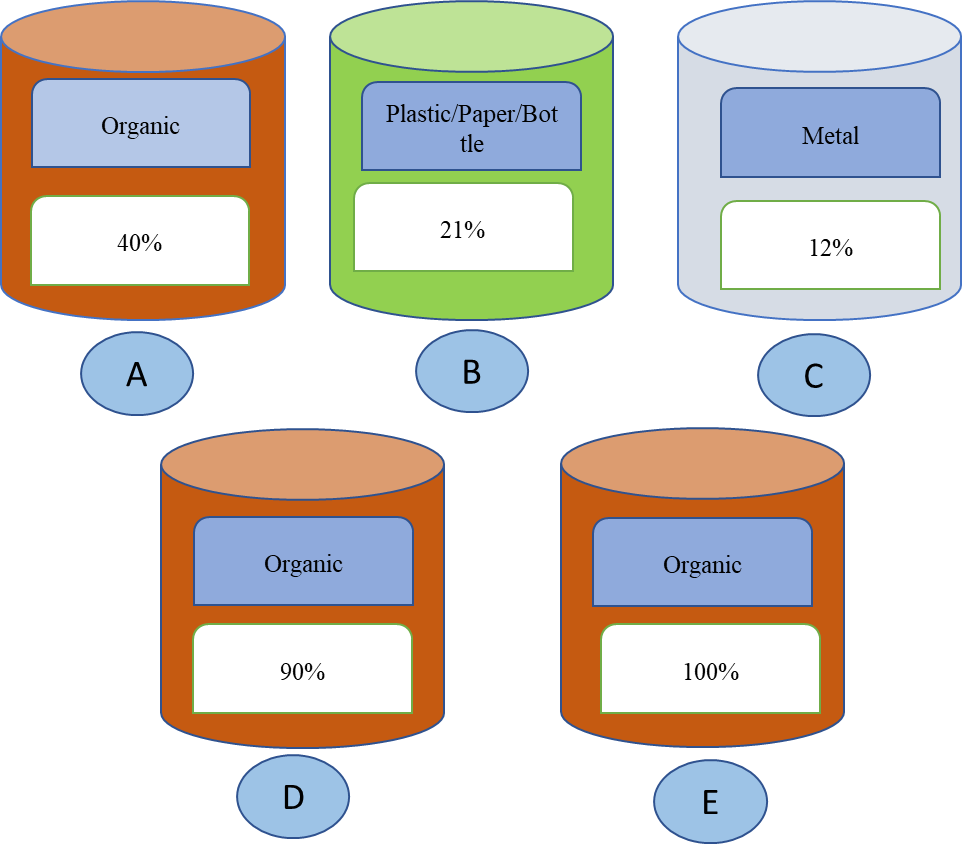 Organic
Plastic/Paper/Bot
tle
Metal
40%
21%
12%
A
B
C
Organic
Organic
90%
100%
D
E